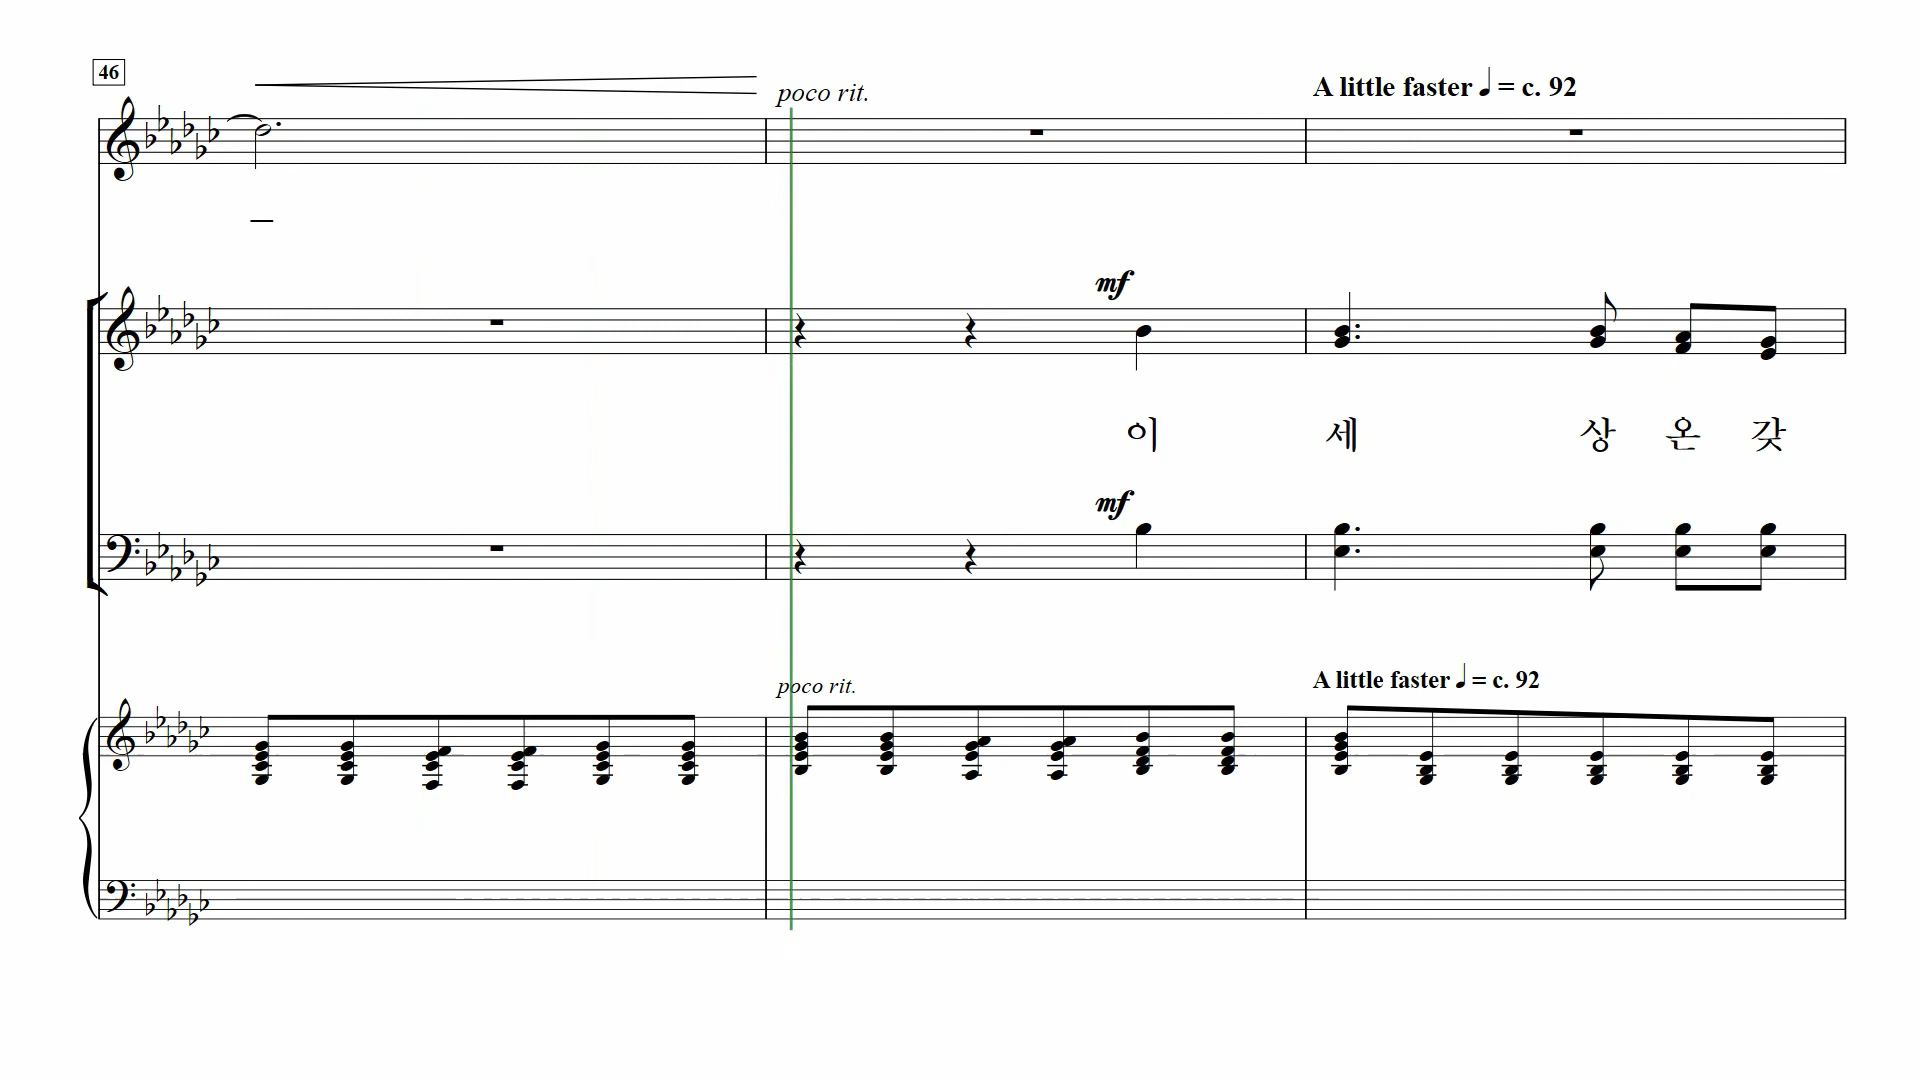 46
poco rit.
A little faster ♩ = c. 92
mf
이 세 상 온 갖
mf
poco rit.
A little faster ♩ = c. 92